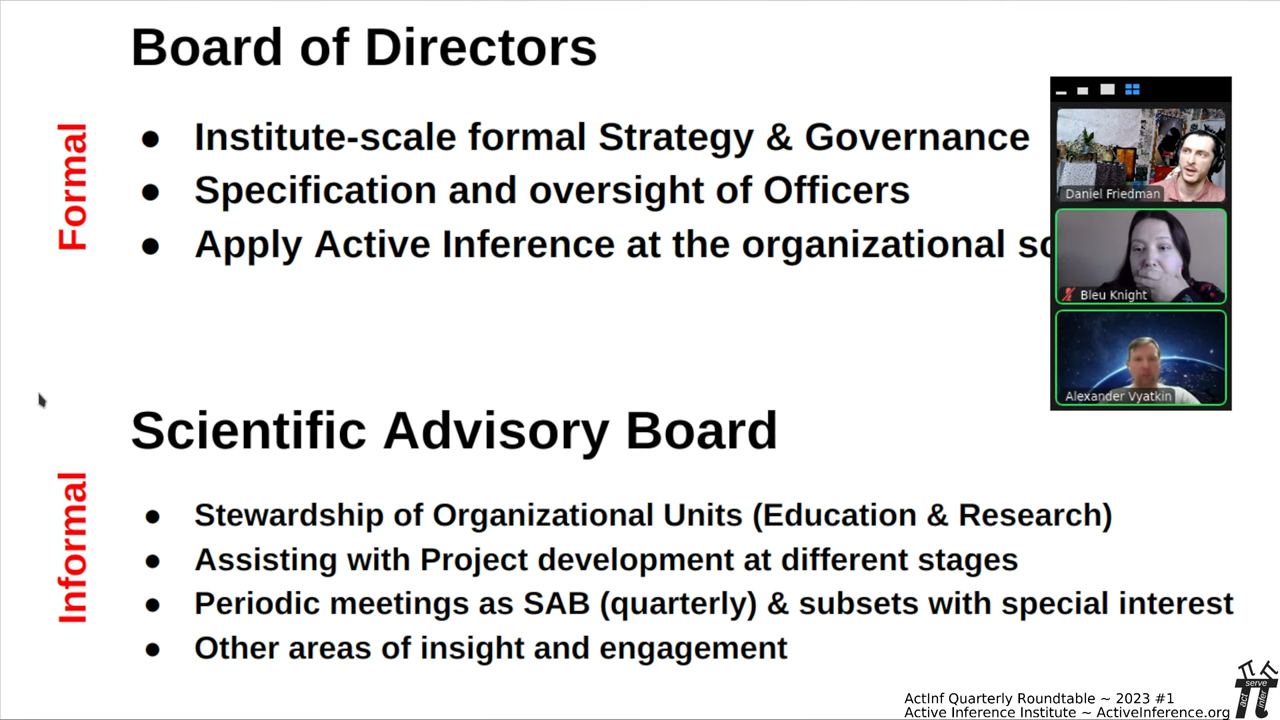 Board of Directors
Formal
● Institute-scale formal Strategy & Governance
● Specification and oversight of Officers
● Apply Active Inference at the organizational sc
Daniel Friedman
Bleu Knight
Alexander Vyatkin
Scientific Advisory Board
Informal
● Stewardship of Organizational Units (Education & Research)
● Assisting with Project development at different stages
● Periodic meetings as SAB (quarterly) & subsets with special interest
● Other areas of insight and engagement
ActInf Quarterly Roundtable ~ 2023 #1
Active Inference Institute ~ ActiveInference.org
serve
act
infer